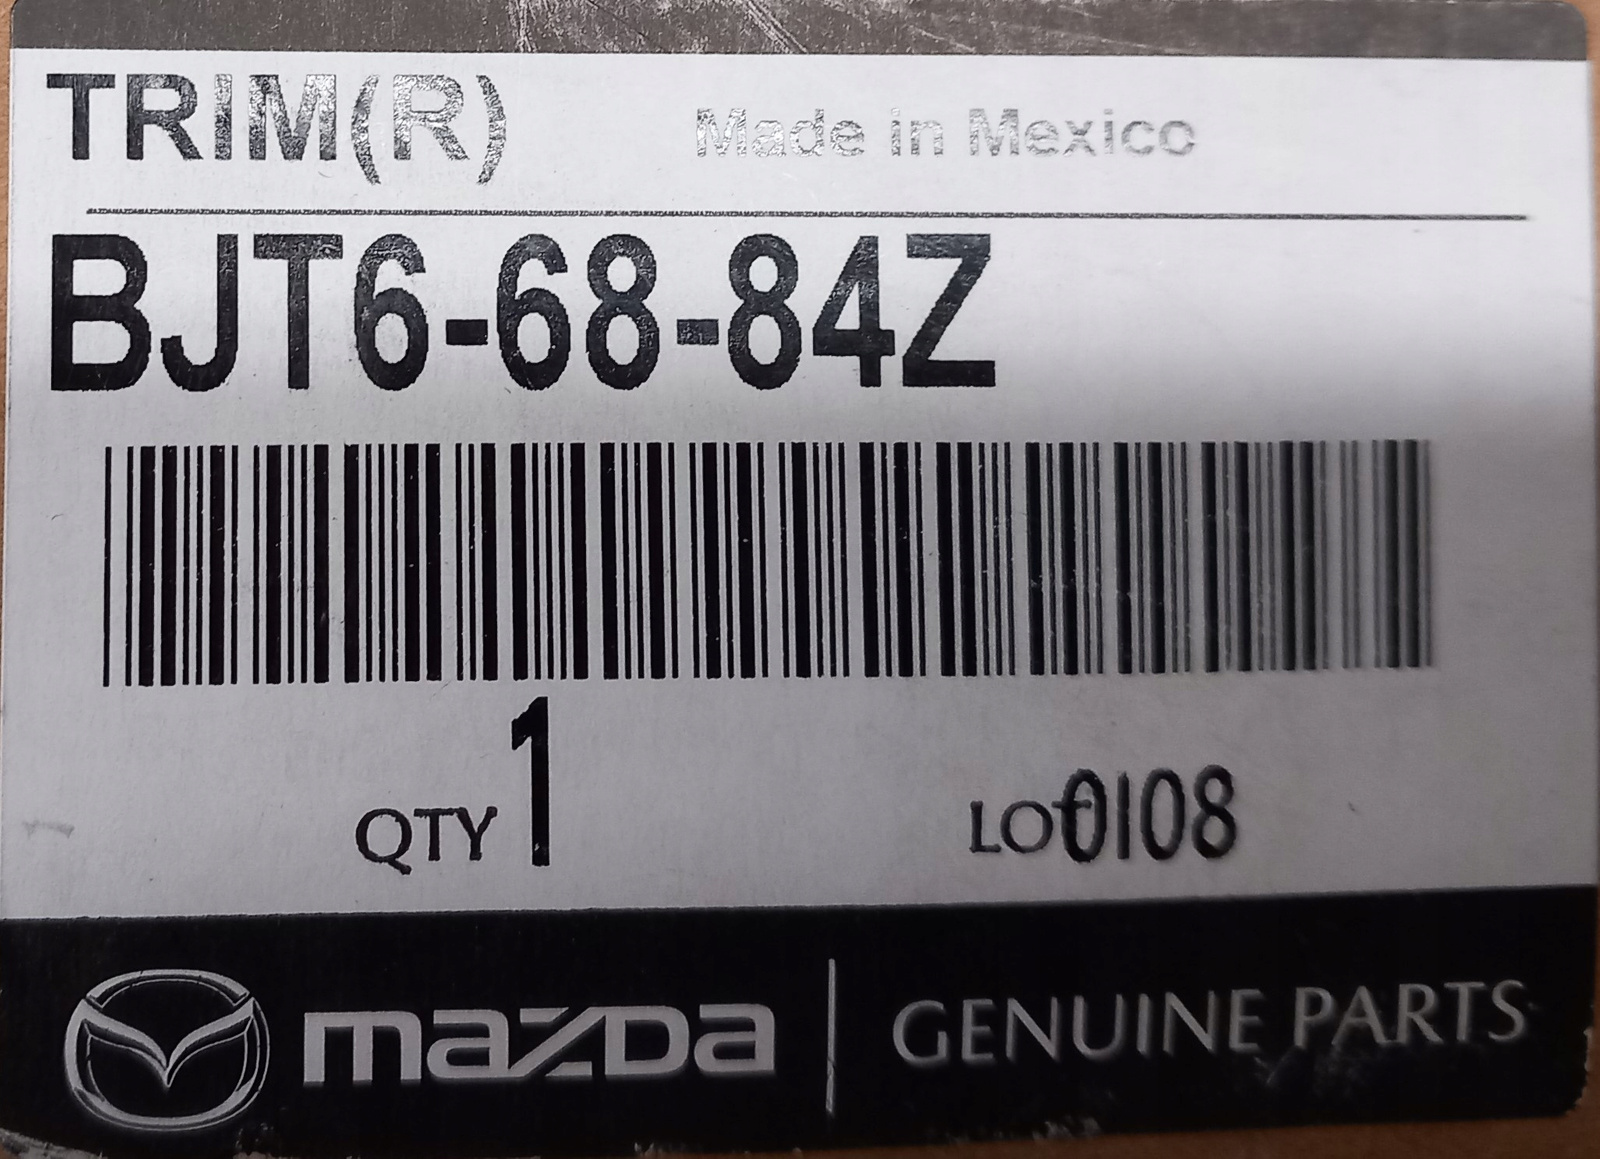 TRIM(R) Made in Mexico
BJT6-68-84Z
QTY 1 LOT 0108
mazda GENUINE PARTS